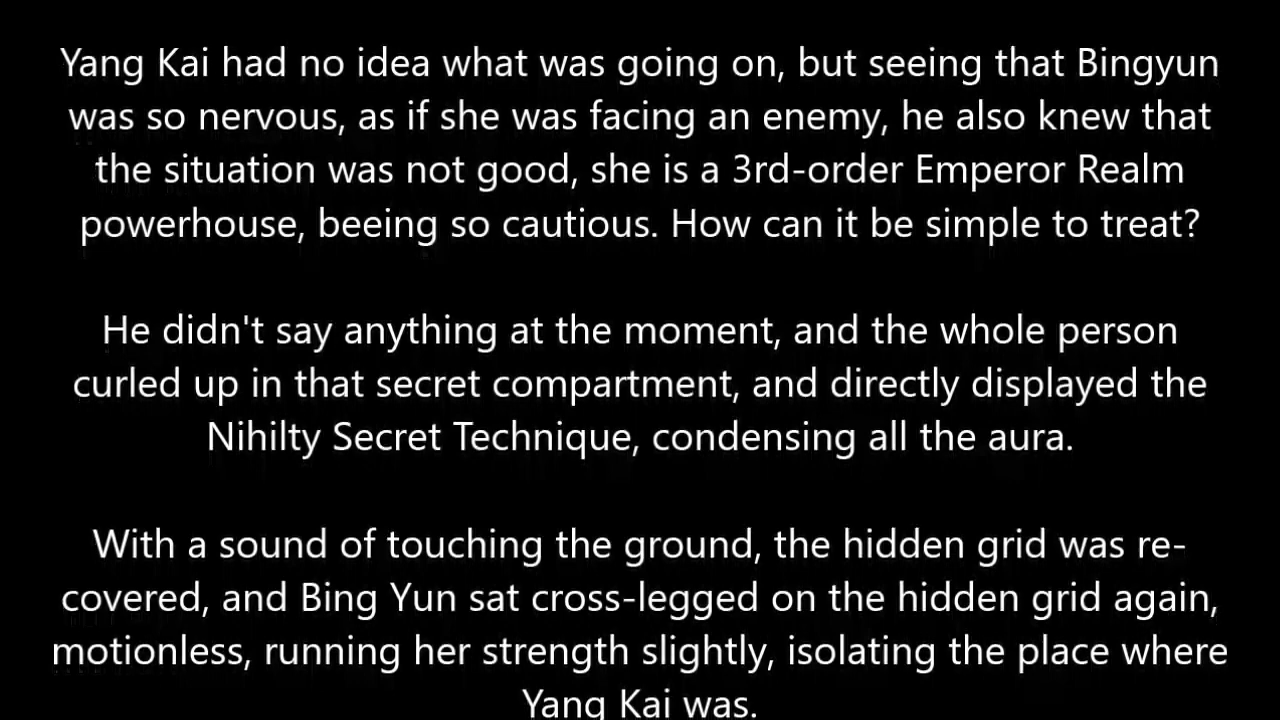 Yang Kai had no idea what was going on, but seeing that Bingyun
was so nervous, as if she was facing an enemy, he also knew that
the situation was not good, she is a 3rd-order Emperor Realm
powerhouse, beeing so cautious. How can it be simple to treat?
He didn't say anything at the moment, and the whole person
curled up in that secret compartment, and directly displayed the
Nihilty Secret Technique, condensing all the aura.
With a sound of touching the ground, the hidden grid was re-
covered, and Bing Yun sat cross-legged on the hidden grid again,
motionless, running her strength slightly, isolating the place where
Yang Kai was.